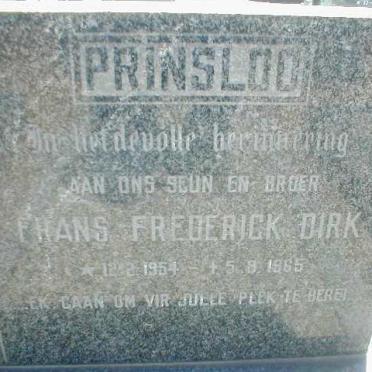 PRINSLOO
In liefdevolle herinnering
AAN ONS SEUN EN BROER
FRANS FREDERICK DIRK
* 12.2.1954 - + 5.8.1965
EK GAAN OM VIR JULLE PLEK TE BEREI